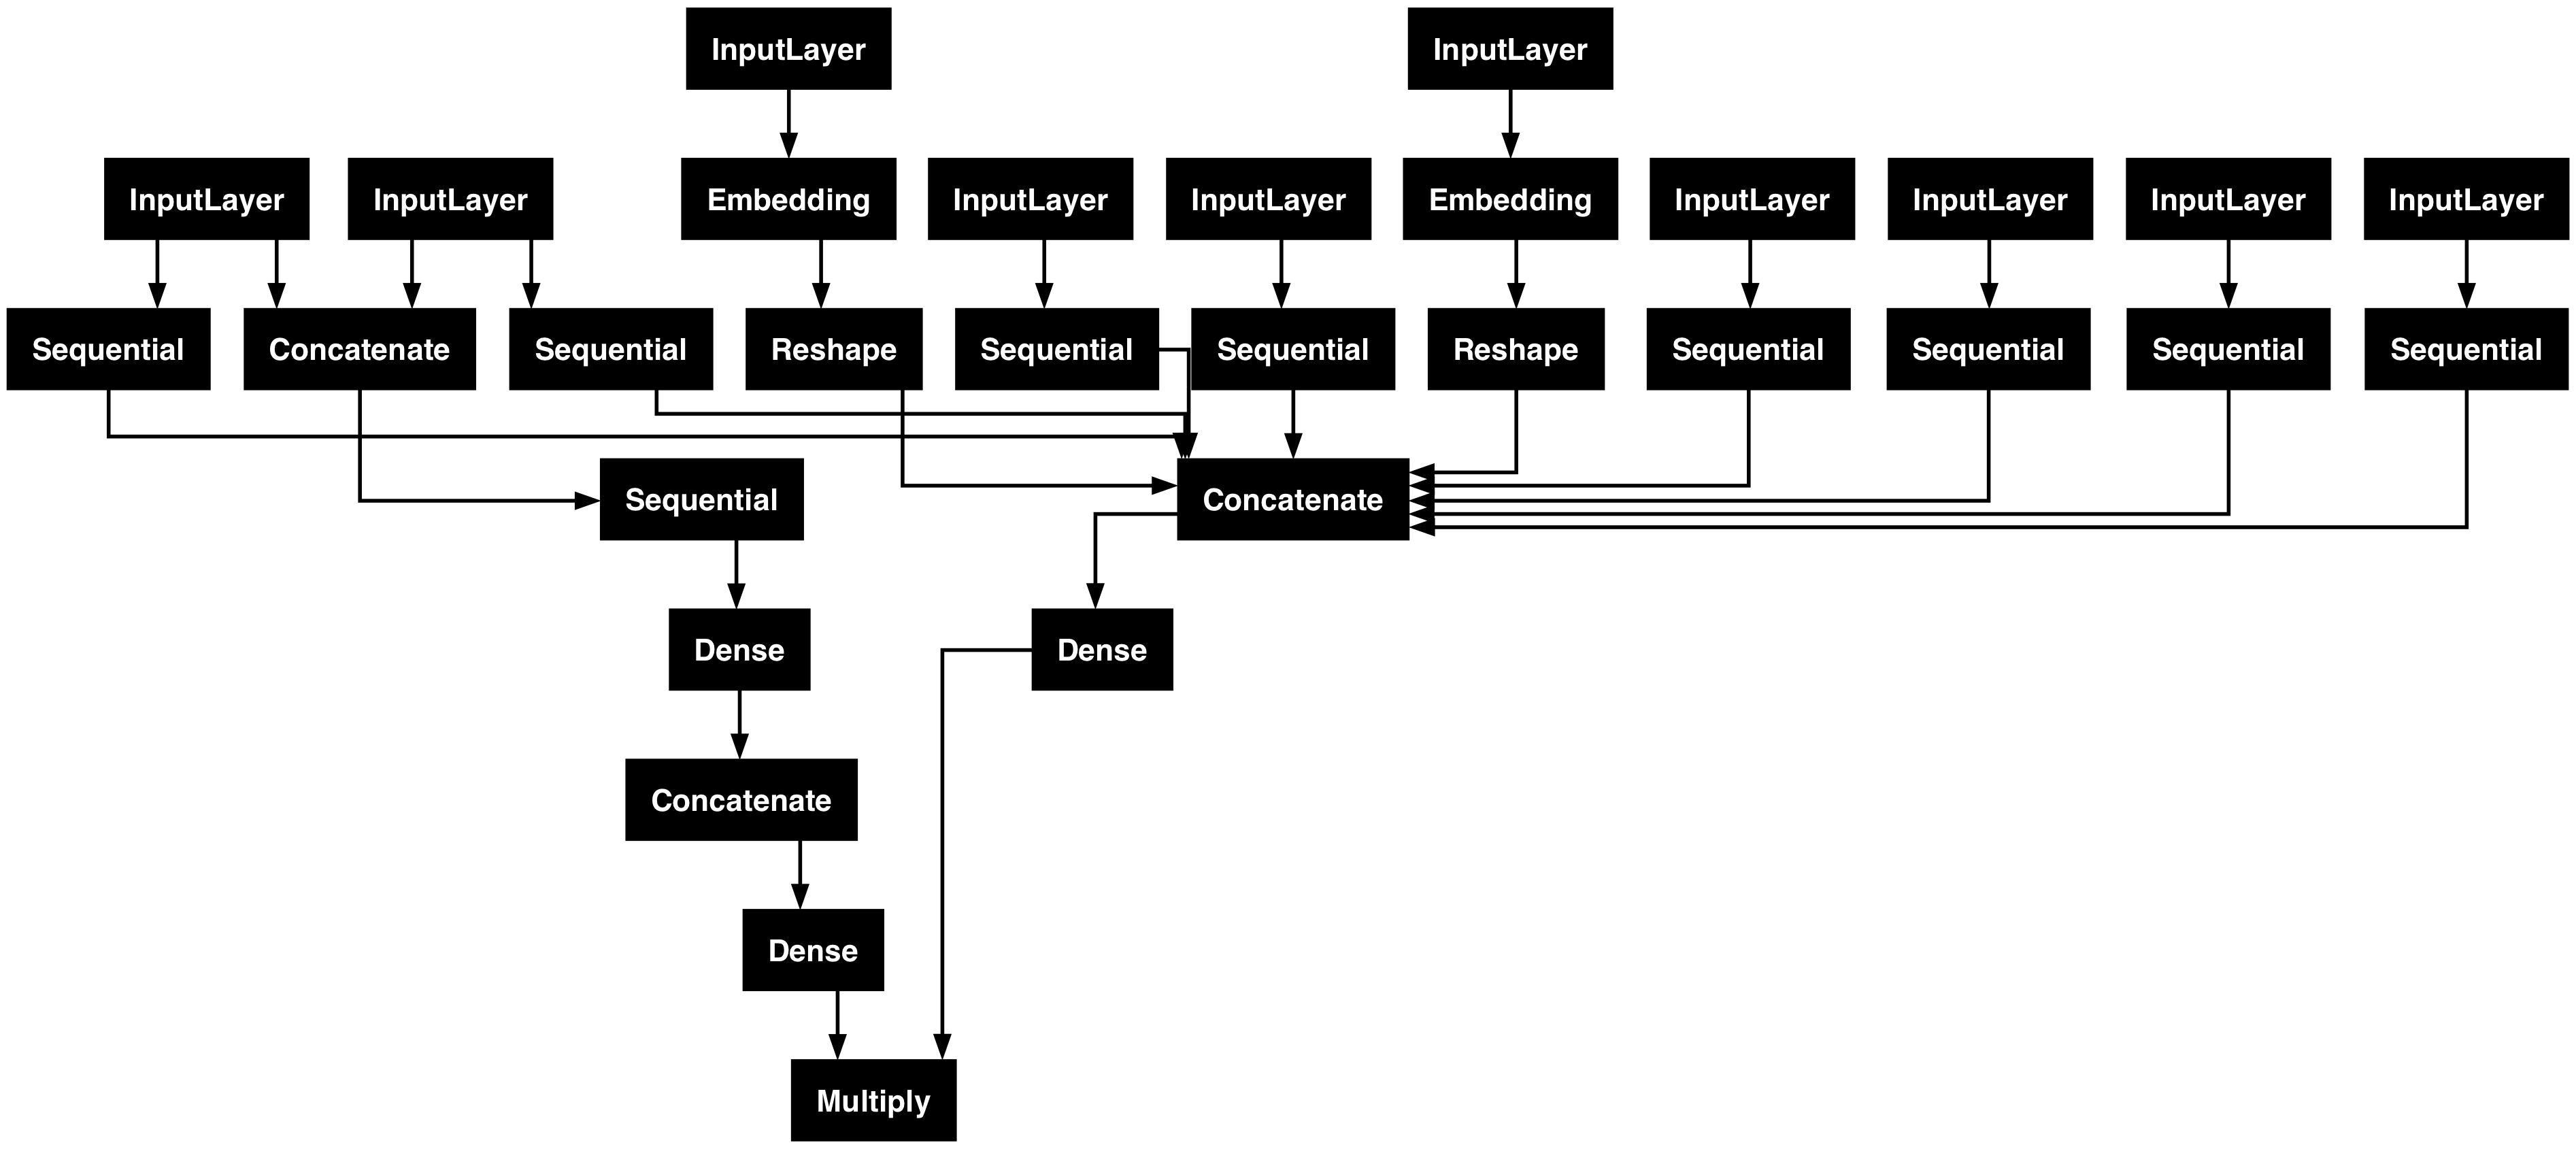 InputLayer
InputLayer
InputLayer
InputLayer
Embedding
InputLayer
InputLayer
Embedding
InputLayer
InputLayer
InputLayer
InputLayer
Sequential
Concatenate
Sequential
Reshape
Sequential
Sequential
Reshape
Sequential
Sequential
Sequential
Sequential
Sequential
Concatenate
Dense
Dense
Concatenate
Dense
Multiply